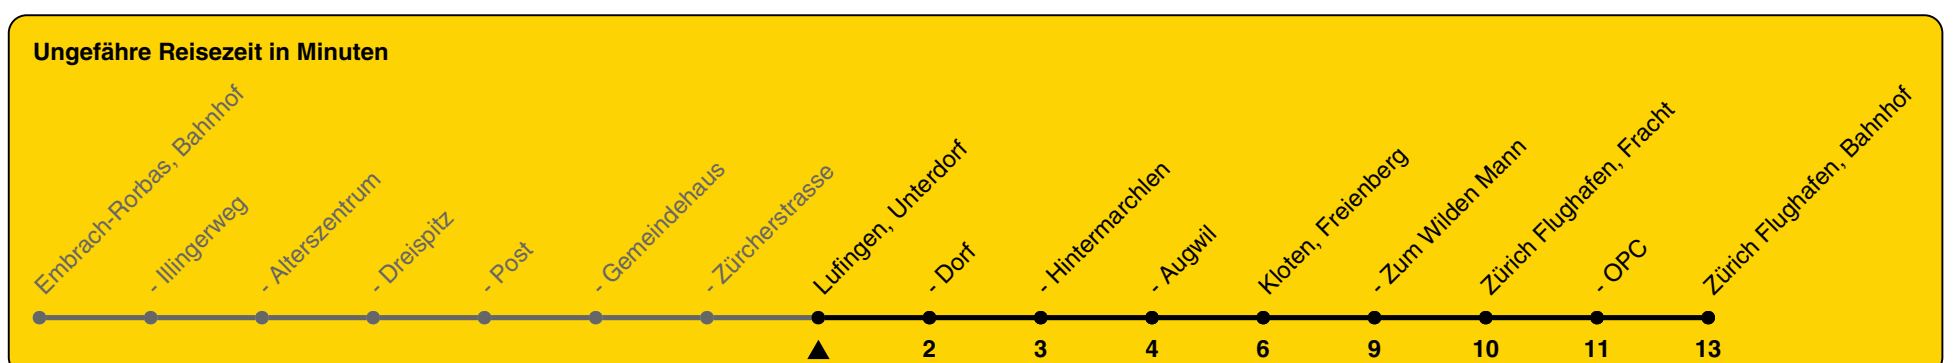 Ungefähre Reisezeit in Minuten
Embrach-Rorbas, Bahnhof
- Illingerweg
- Alterszentrum
- Dreispitz
- Post
- Gemeindehaus
- Zürcherstrasse
Lufingen, Unterdorf
- Dorf
- Hintermarchlen
- Augwil
Kloten, Freienberg
- Zum Wilden Mann
Zürich Flughafen, Fracht
- OPC
Zürich Flughafen, Bahnhof
2 3 4 6 9 10 11 13